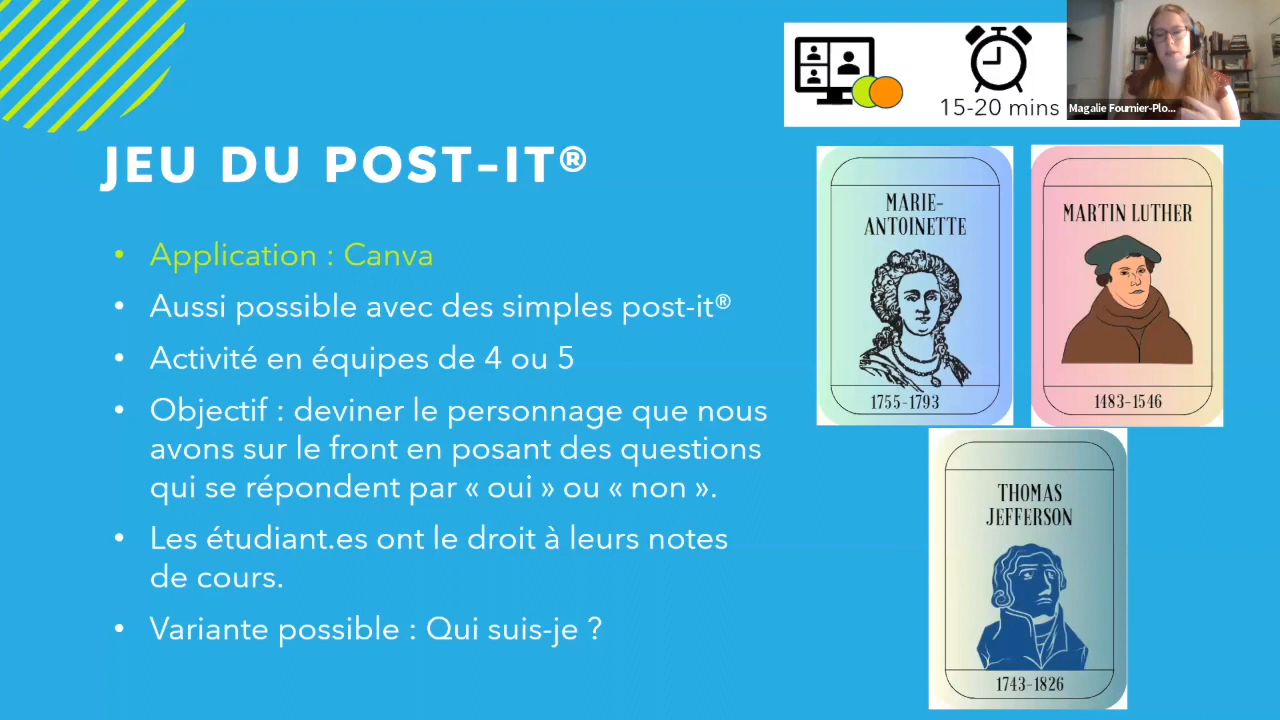 15-20 mins
Magalie Fournier-Plo...
JEU DU POST-IT®
• Application : Canva
• Aussi possible avec des simples post-it®
• Activité en équipes de 4 ou 5
• Objectif : deviner le personnage que nous
avons sur le front en posant des questions
qui se répondent par « oui » ou « non ».
• Les étudiant.es ont le droit à leurs notes
de cours.
• Variante possible : Qui suis-je ?
MARIE-
ANTOINETTE
1755-1793
MARTIN LUTHER
1483-1546
THOMAS
JEFFERSON
1743-1826